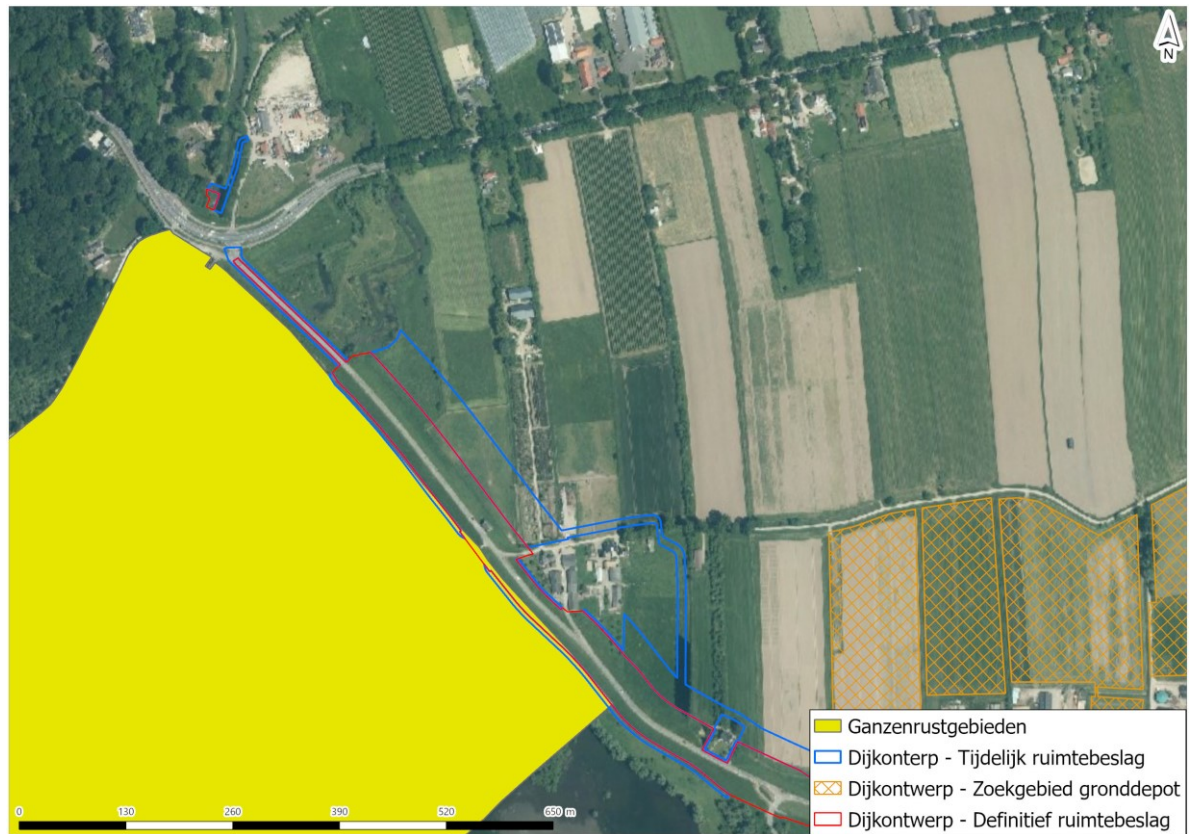 N
Ganzenrustgebieden
Dijkonterp - Tijdelijk ruimtebeslag
Dijkontwerp - Zoekgebied gronddepot
Dijkontwerp - Definitief ruimtebeslag
0 130 260 390 520 650 m